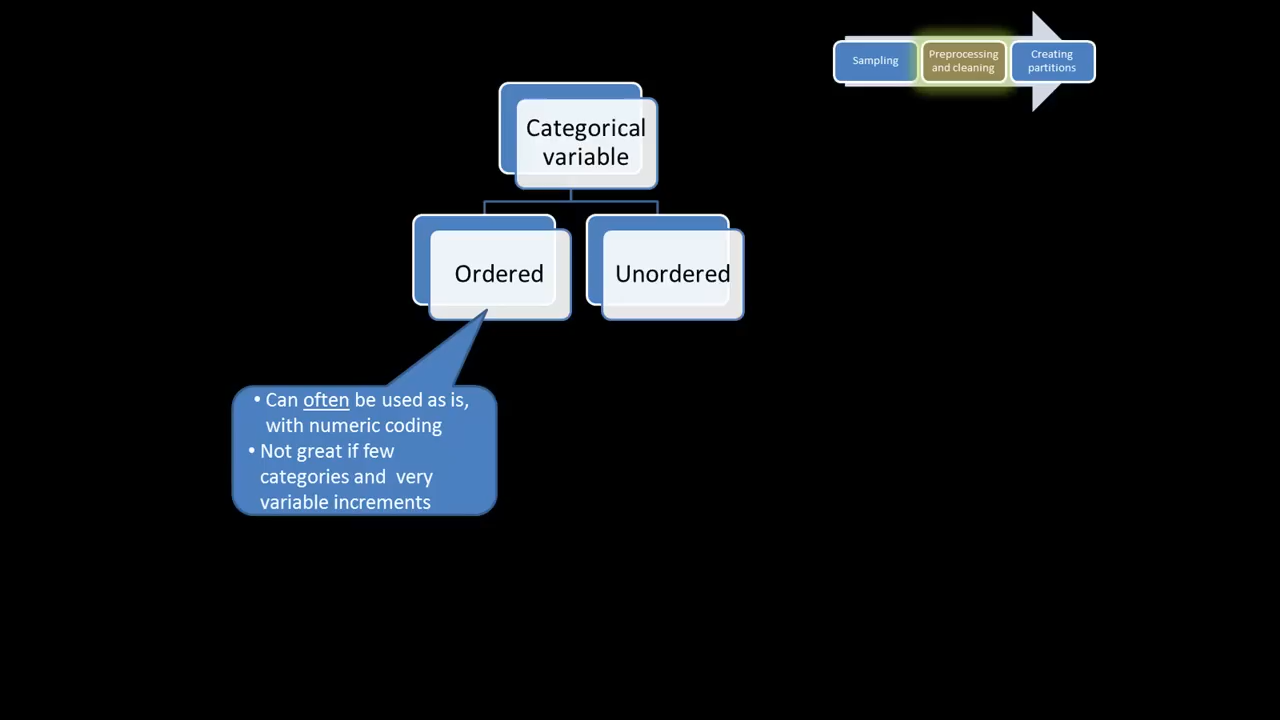 Sampling
Preprocessing
and cleaning
Creating
partitions
Categorical
variable
Ordered
Unordered
• Can often be used as is,
with numeric coding
• Not great if few
categories and very
variable increments